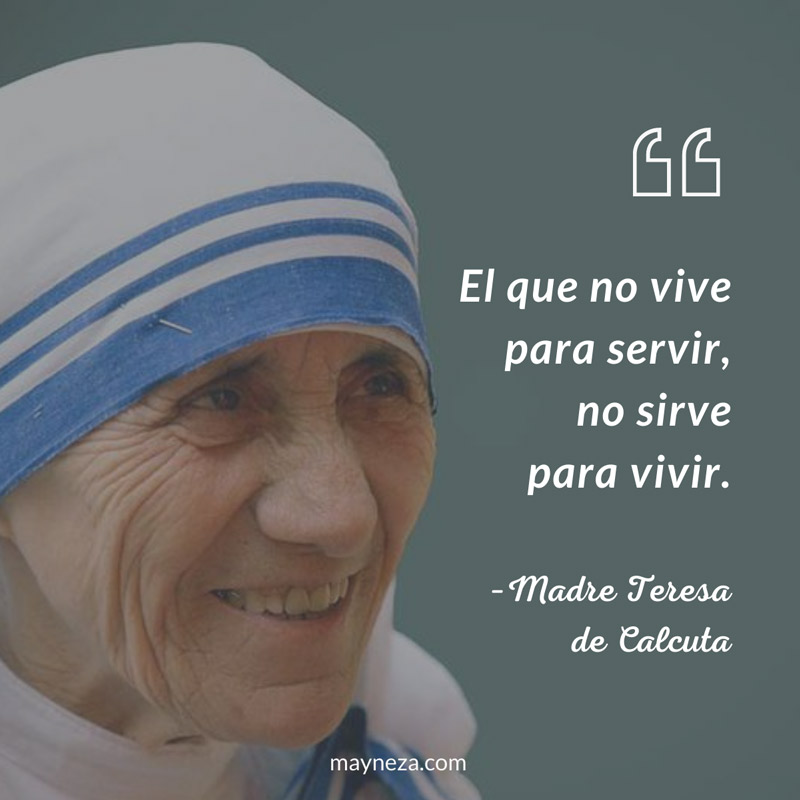 El que no vive
para servir,
no sirve
para vivir.
-Madre Teresa
de Calcuta
mayneza.com